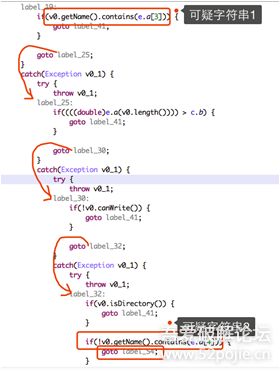 label_19:
if(v0.getName().contains(e.a[3])) {
可疑字符串1
goto label_41;
}
goto label_25;
}
catch(Exception v0_1) {
try {
throw v0_1;
label_25:
if((((double)e.a(v0.length()))) > c.b) {
goto label_41;
}
goto label_30;
}
catch(Exception v0_1) {
try {
throw v0_1;
label_30:
if(!v0.canWrite()) {
goto label_41;
}
goto label_32;
}
catch(Exception v0_1) {
try {
throw v0_1;
label_32:
if(v0.isDirectory()) {
goto label_41;
}
可疑字符串2
if(!v0.getName().contains(e.a[4])) {
goto label_54;
}
吾爱破解论坛
www.52pojie.cn